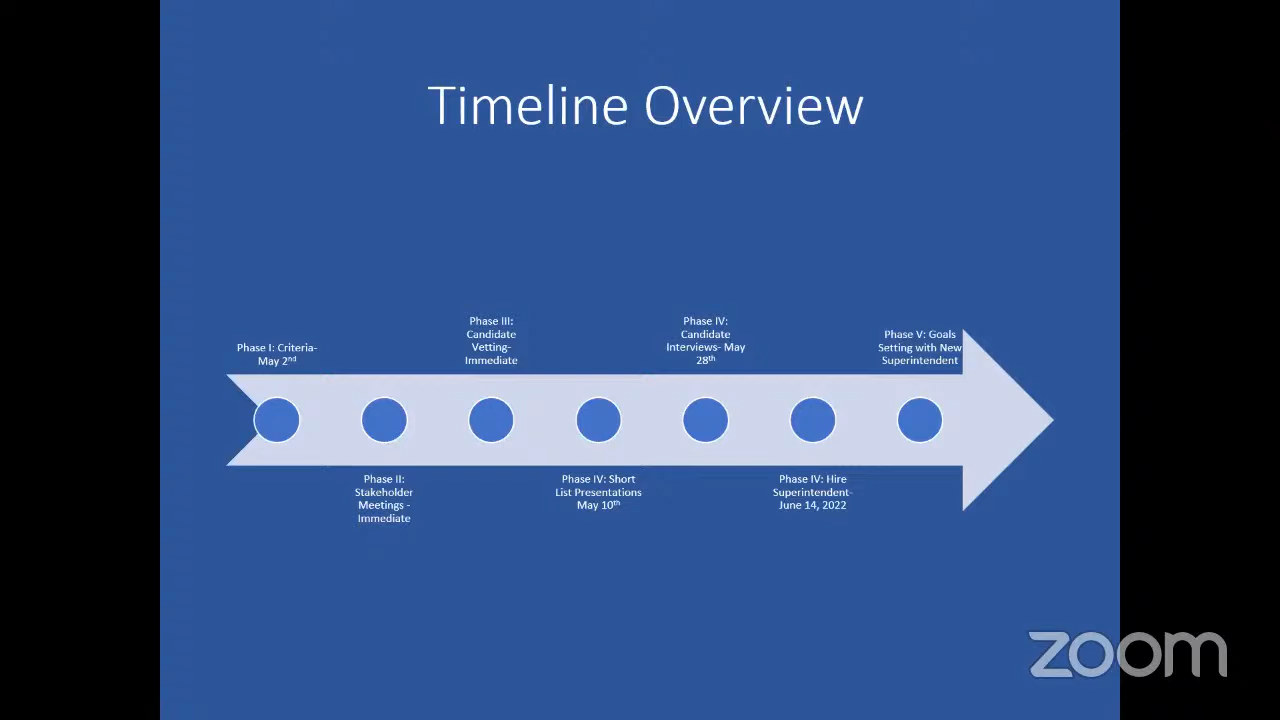 Timeline Overview
Phase I: Criteria-
May 2nd
Phase II:
Stakeholder
Meetings -
Immediate
Phase III:
Candidate
Vetting-
Immediate
Phase IV: Short
List Presentations
May 10th
Phase IV:
Candidate
Interviews- May
28th
Phase IV: Hire
Superintendent-
June 14, 2022
Phase V: Goals
Setting with New
Superintendent
zoom